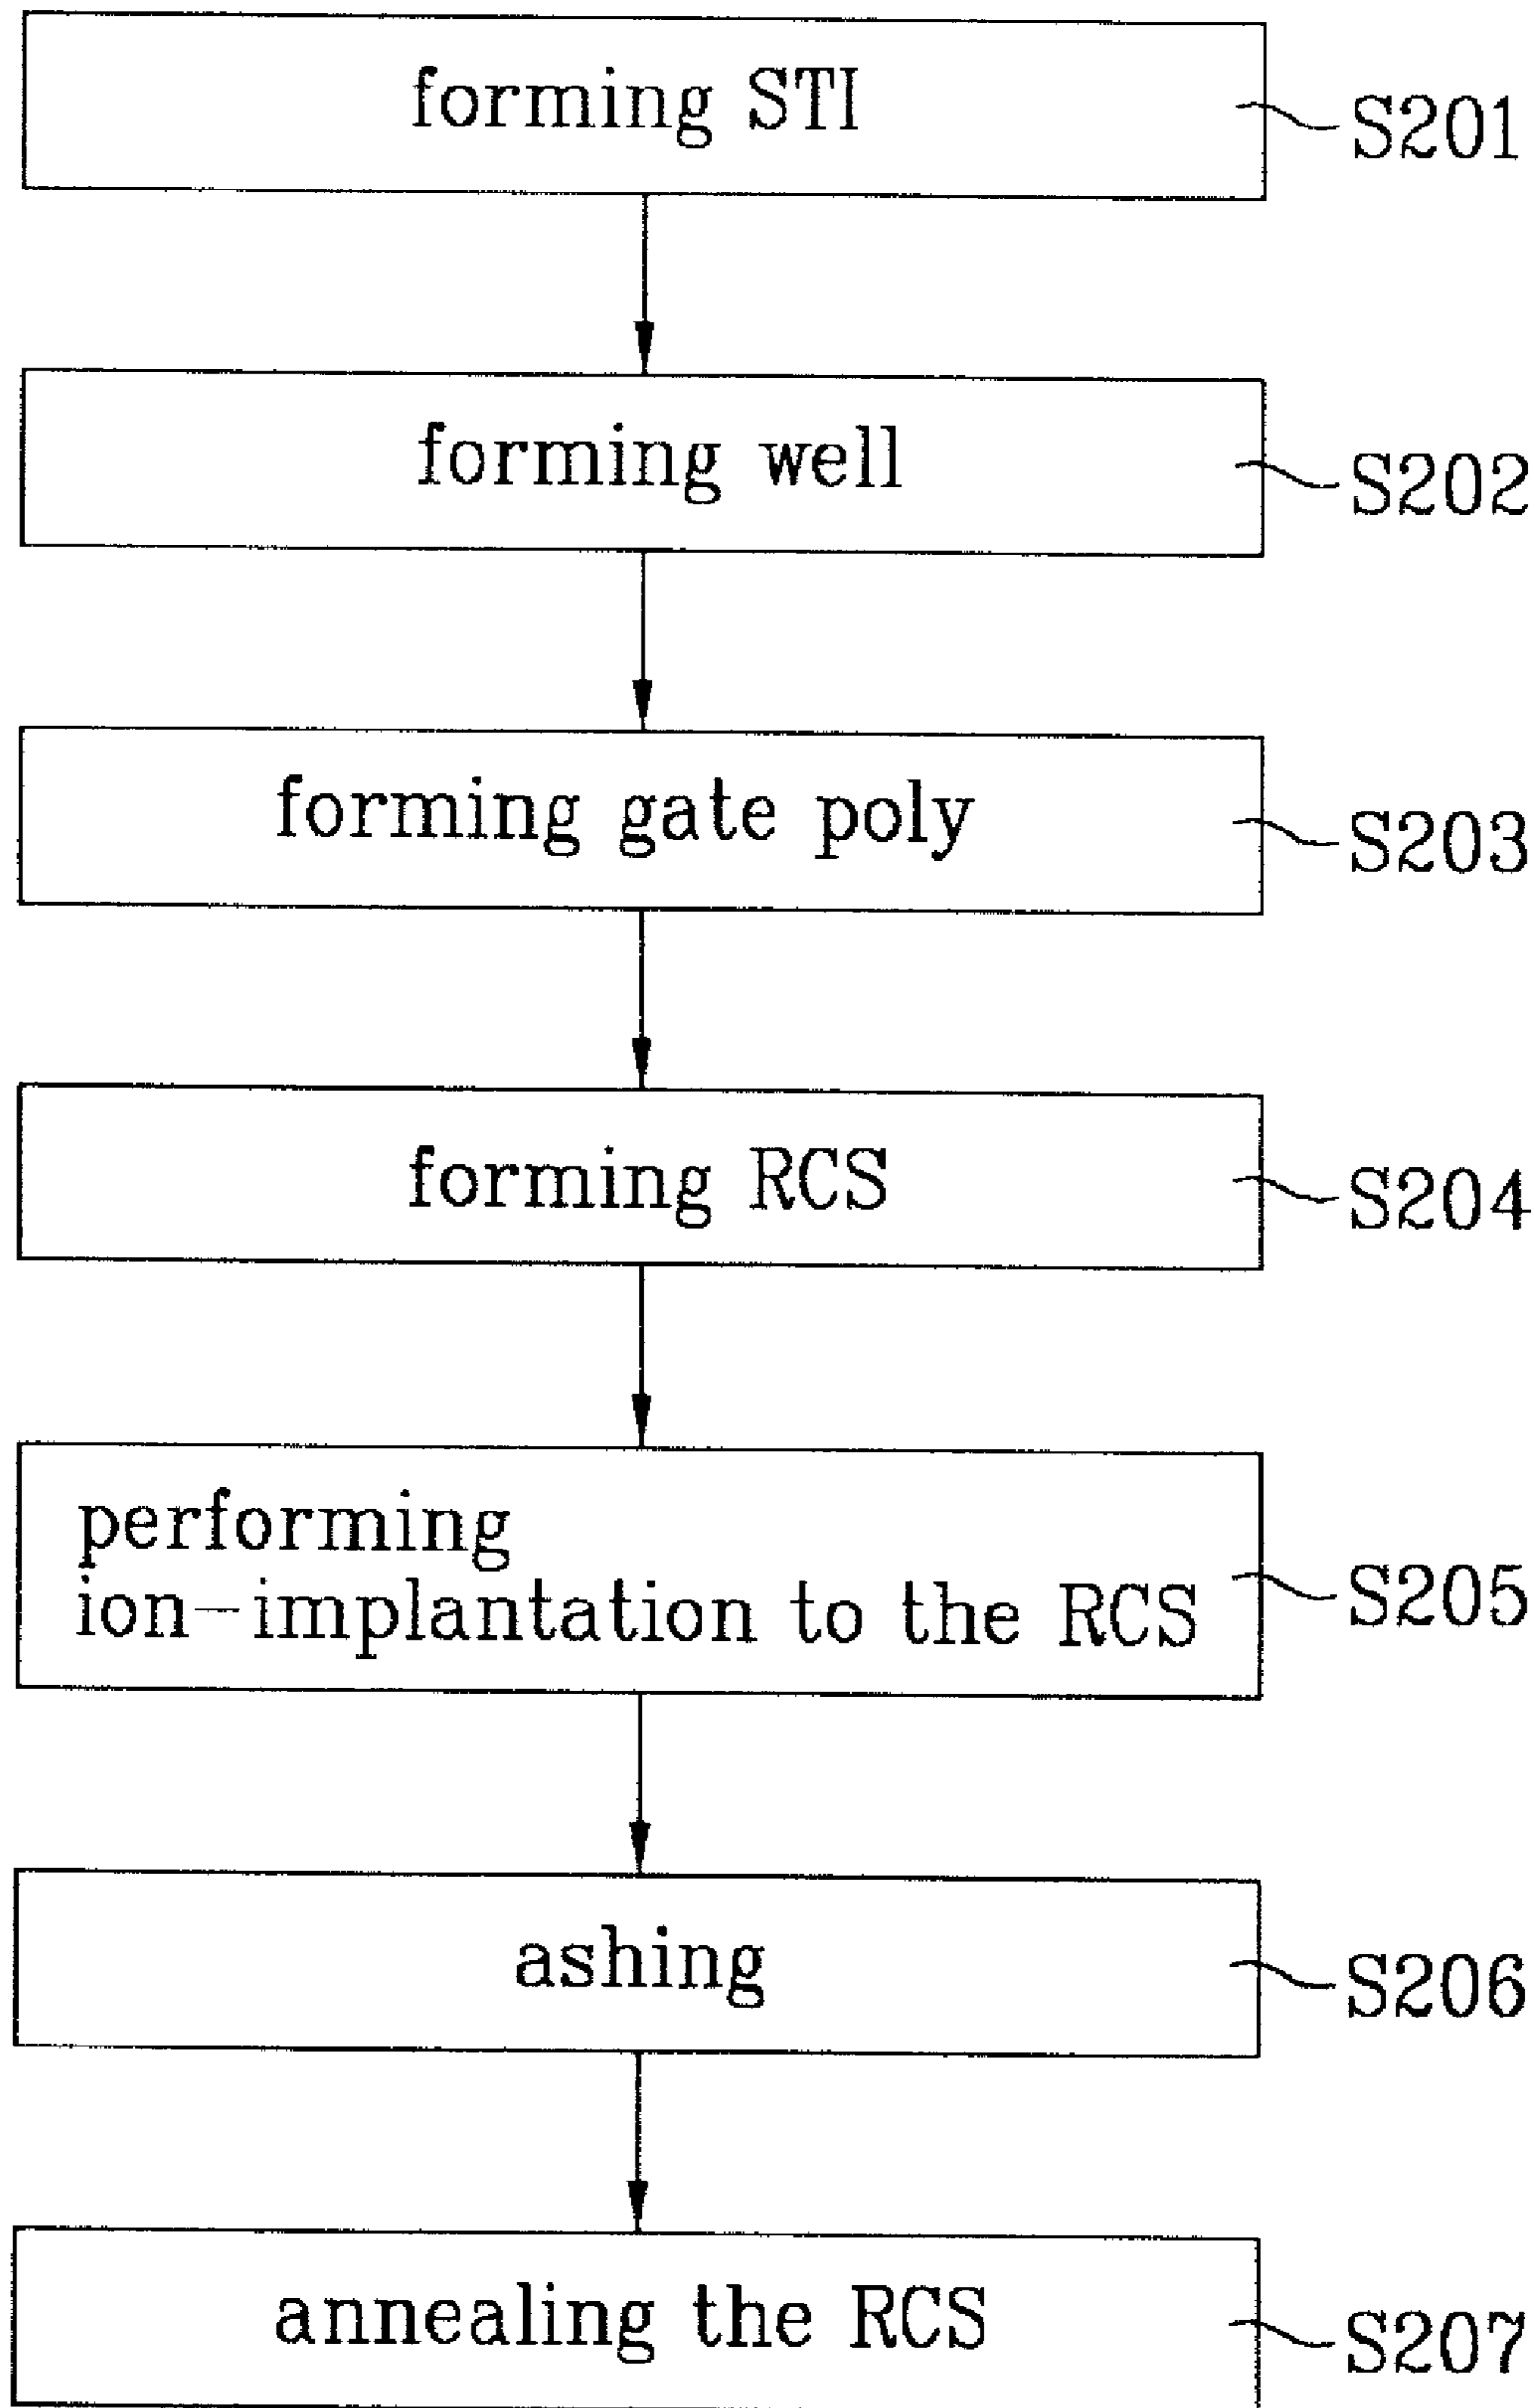 forming STI
S201
forming well
S202
forming gate poly
S203
forming RCS
S204
performing
ion-implantation to the RCS
S205
ashing
S206
annealing the RCS
S207